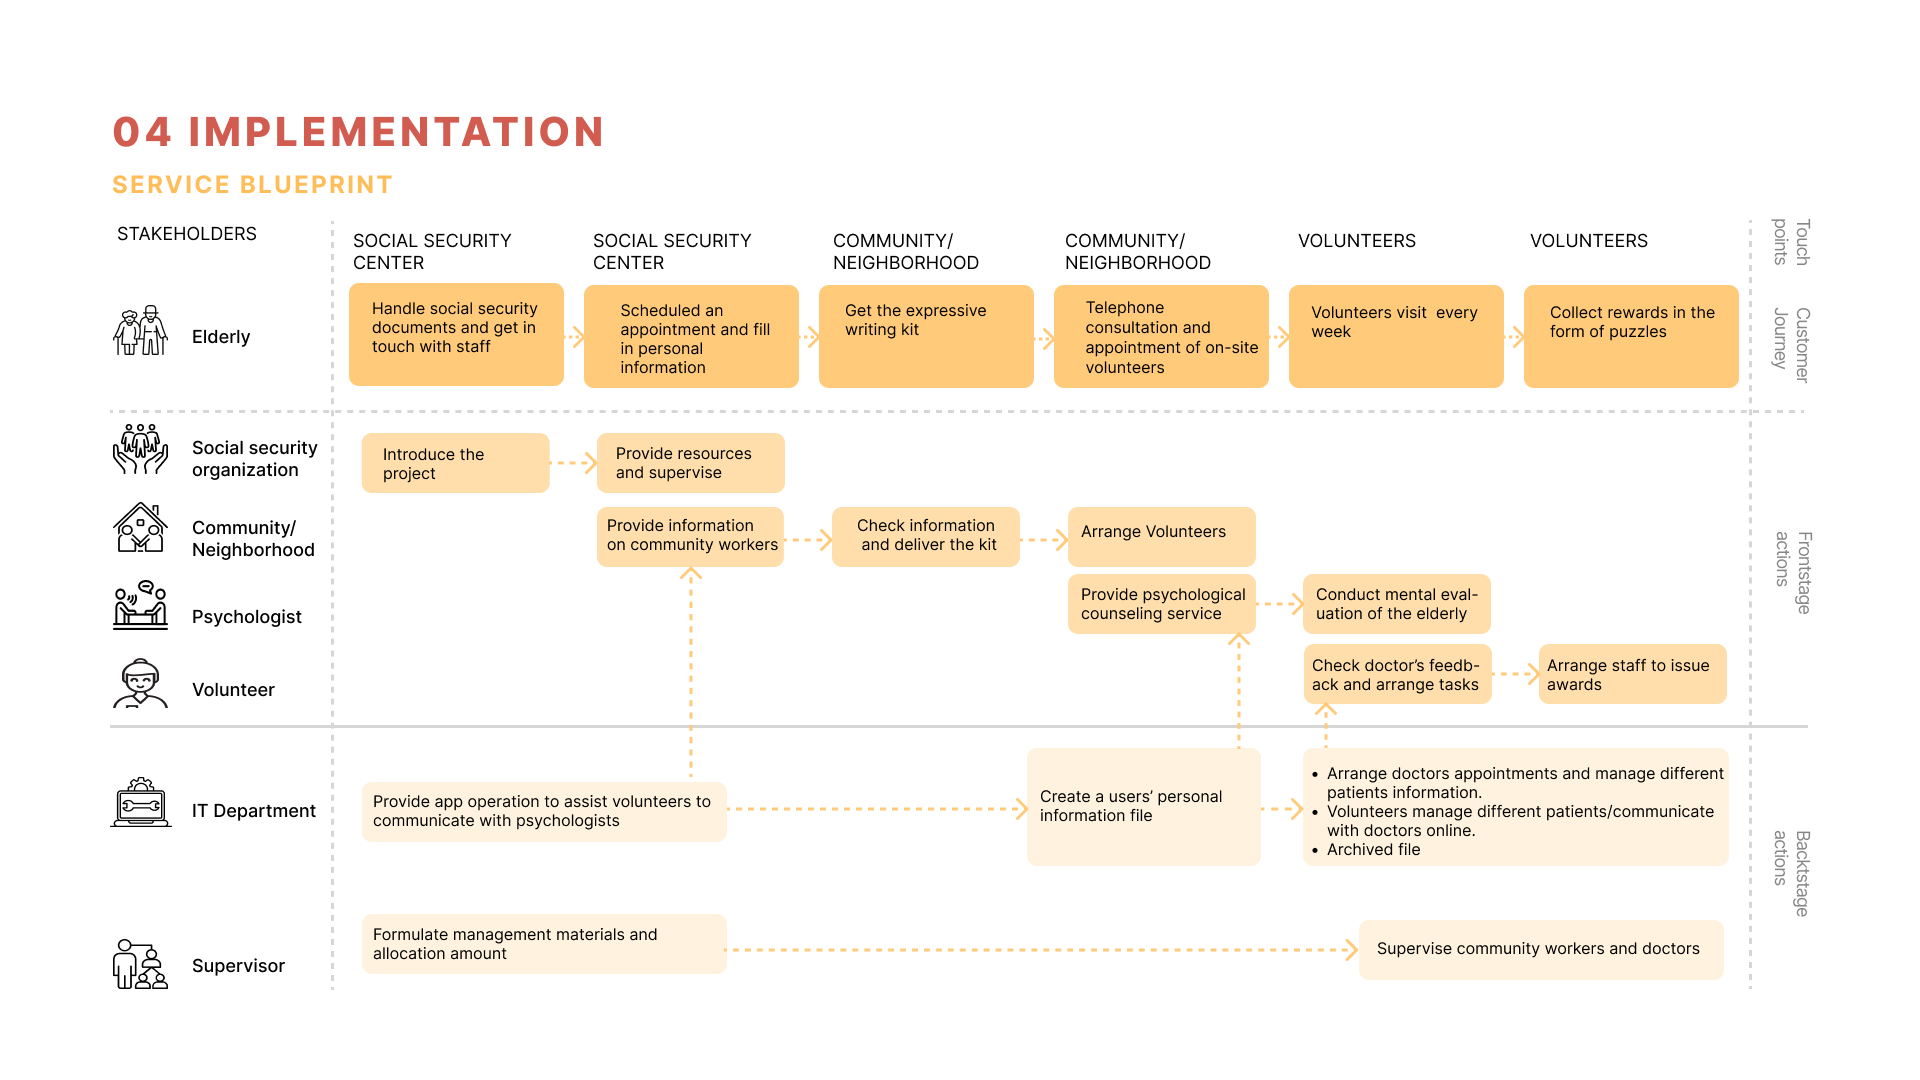 04 IMPLEMENTATION
SERVICE BLUEPRINT
STAKEHOLDERS
SOCIAL SECURITY
CENTER
SOCIAL SECURITY
CENTER
COMMUNITY/
NEIGHBORHOOD
COMMUNITY/
NEIGHBORHOOD
VOLUNTEERS
VOLUNTEERS
Touch
points
Elderly
Handle social security
documents and get in
touch with staff
Scheduled an
appointment and fill
in personal
information
Get the expressive
writing kit
Telephone
consultation and
appointment of on-site
volunteers
Volunteers visit every
week
Collect rewards in the
form of puzzles
Customer
Journey
Social security
organization
Introduce the
project
Provide resources
and supervise
Community/
Neighborhood
Provide information
on community workers
Check information
and deliver the kit
Arrange Volunteers
Frontstage
actions
Psychologist
Provide psychological
counseling service
Conduct mental eval-
uation of the elderly
Volunteer
Check doctor's feedb-
ack and arrange tasks
Arrange staff to issue
awards
IT Department
Provide app operation to assist volunteers to
communicate with psychologists
Create a users' personal
information file
• Arrange doctors appointments and manage different
patients information.
• Volunteers manage different patients/communicate
with doctors online.
• Archived file
Backtstage
actions
Supervisor
Formulate management materials and
allocation amount
Supervise community workers and doctors